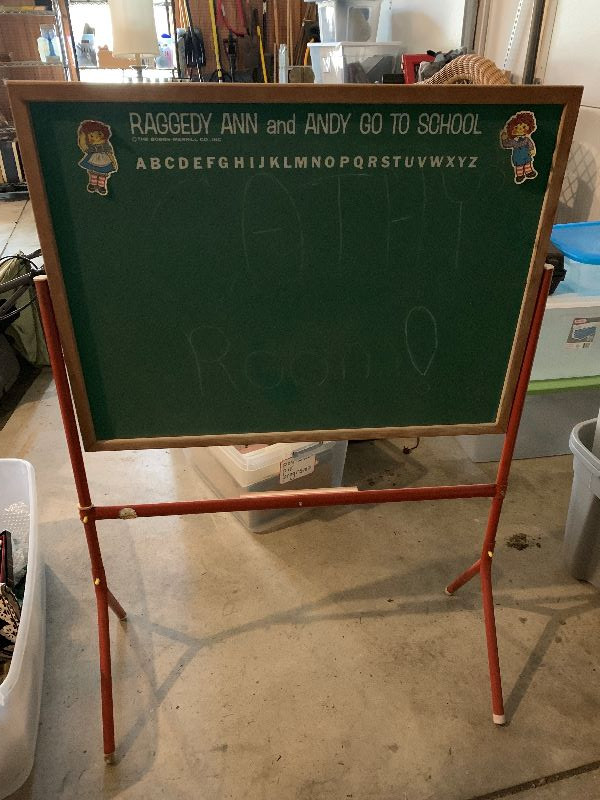 RAGGEDY ANN and ANDY GO TO SCHOOL
©THE BOBBS MERRILL CO., INC.
ABCDEFGHIJKLMNOPQRSTUVWXYZ
Room!